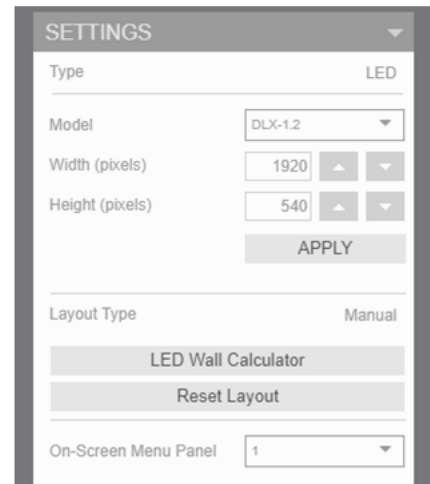 SETTINGS
Type LED
Model DLX-1.2
Width (pixels) 1920
Height (pixels) 540
APPLY
Layout Type Manual
LED Wall Calculator
Reset Layout
On-Screen Menu Panel 1